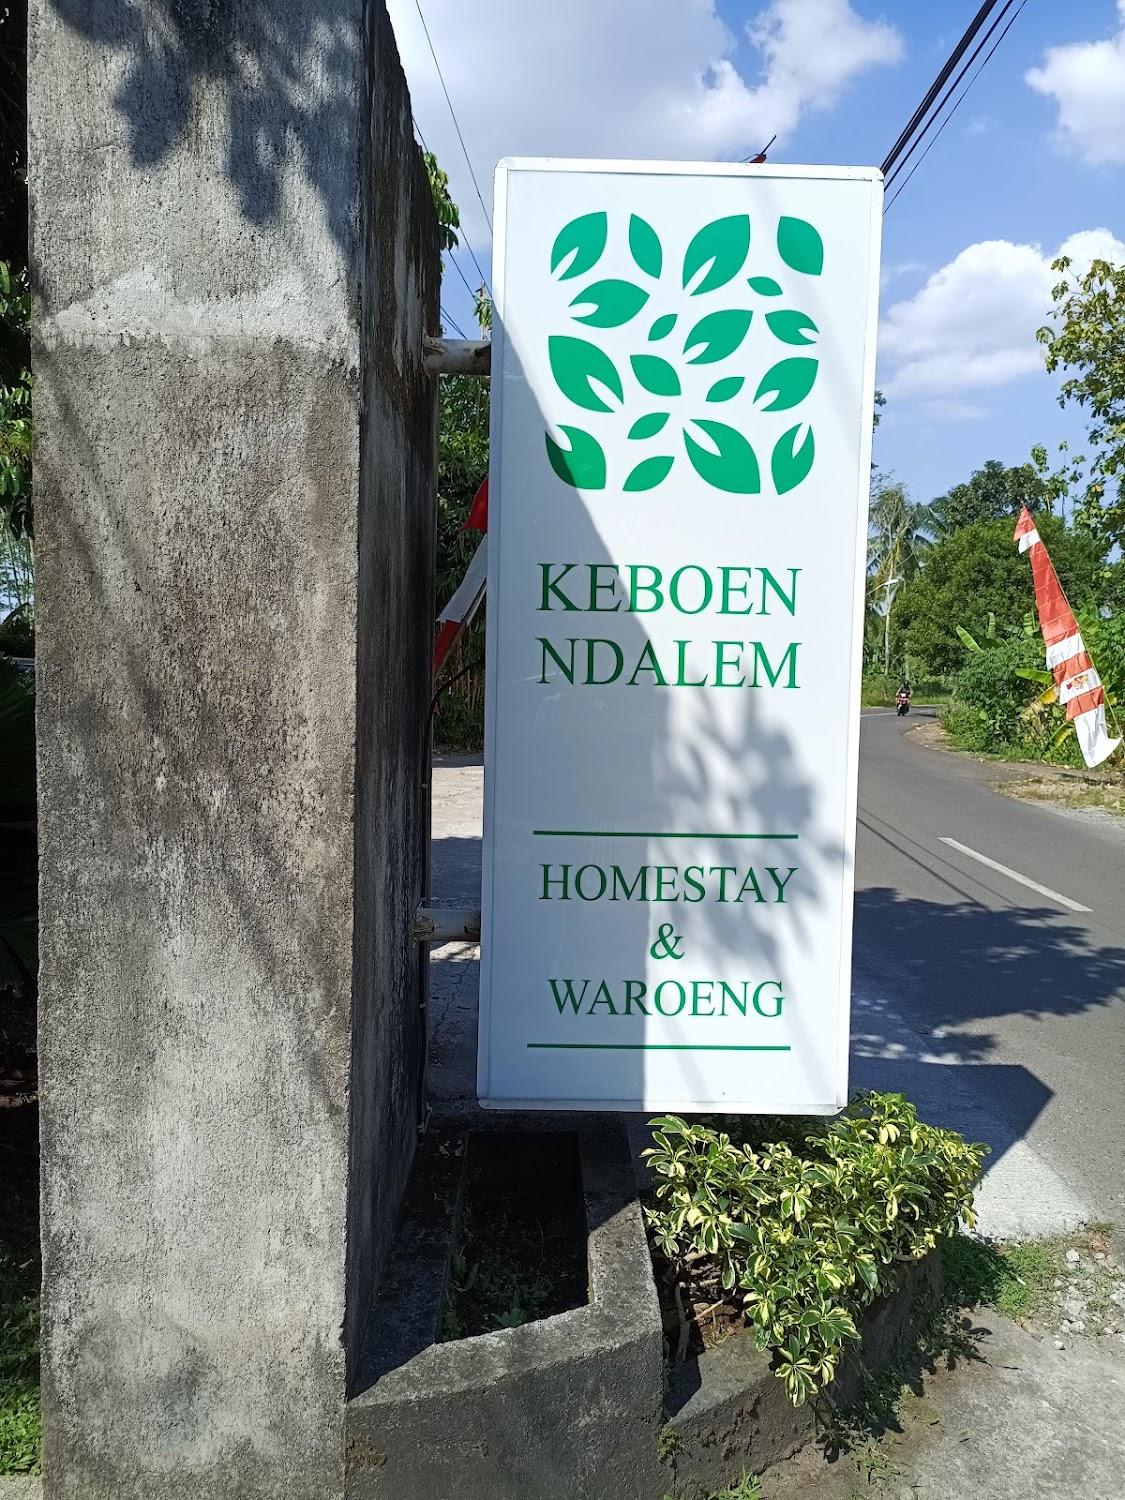 KEBOEN
NDALEM
HOMESTAY
&
WAROENG